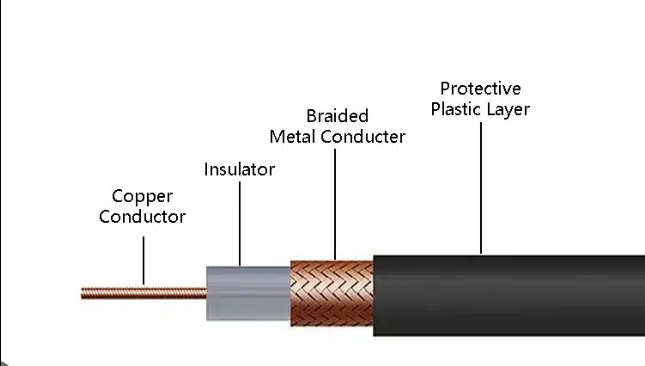 Protective
Plastic Layer
Braided
Metal Conducter
Insulator
Copper
Conductor